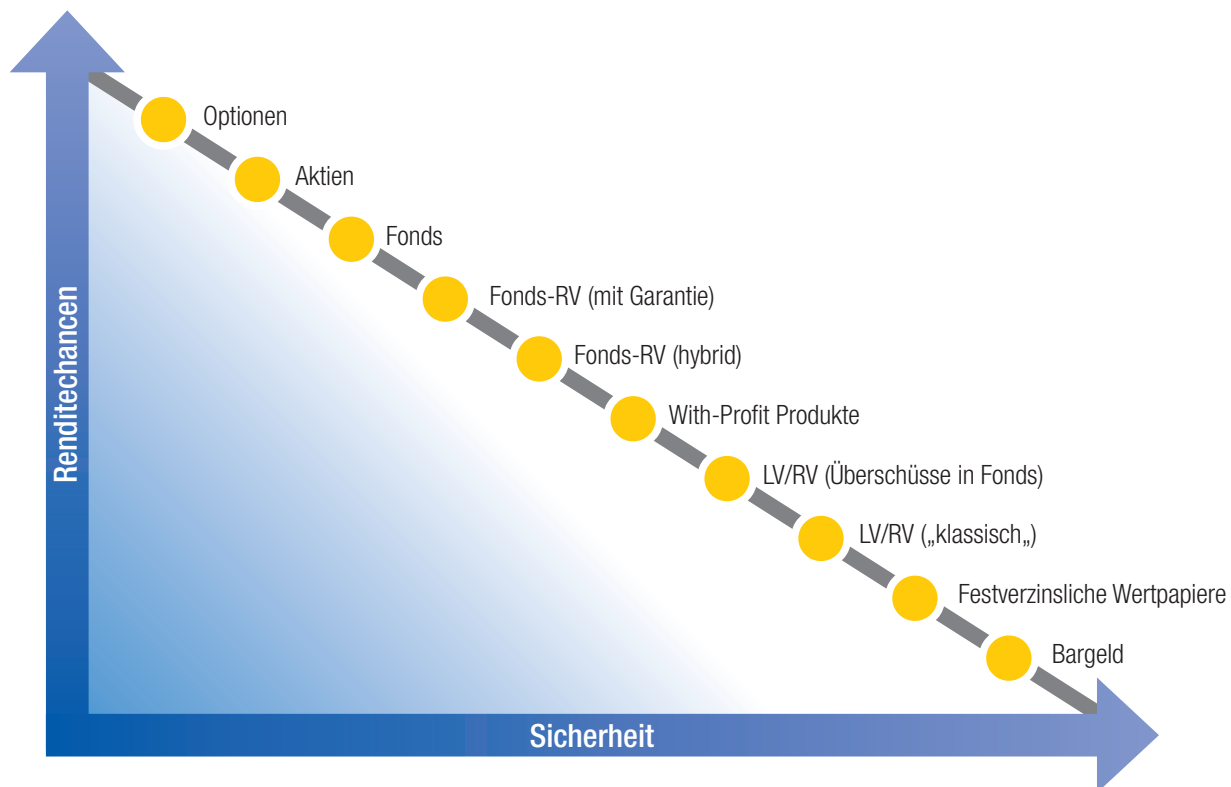 Optionen
Aktien
Fonds
Fonds-RV (mit Garantie)
Fonds-RV (hybrid)
With-Profit Produkte
LV/RV (Überschüsse in Fonds)
LV/RV („klassisch„)
Festverzinsliche Wertpapiere
Bargeld
Renditechancen
Sicherheit